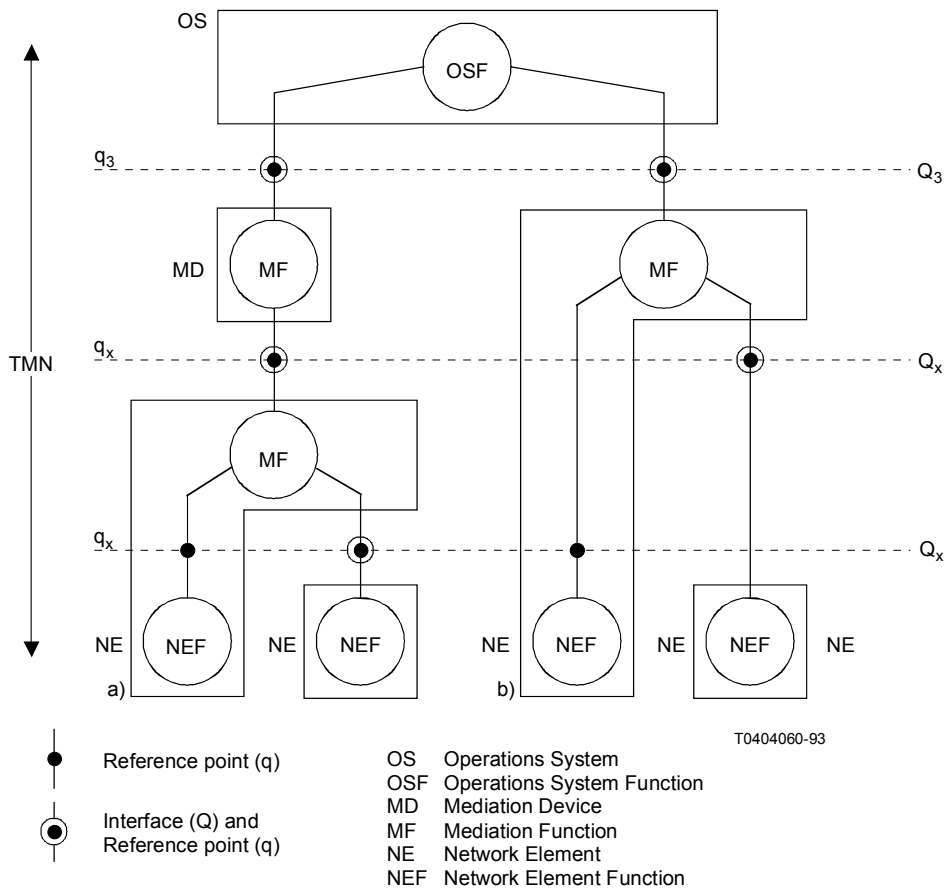 OS
OSF
q3
Q3
MD
MF
MF
TMN
qx
Qx
MF
qx
Qx
NE
NEF
NE
NEF
NE
NEF
NE
NEF
NE
a)
b)
T0404060-93
Reference point (q)
Interface (Q) and
Reference point (q)
OS Operations System
OSF Operations System Function
MD Mediation Device
MF Mediation Function
NE Network Element
NEF Network Element Function